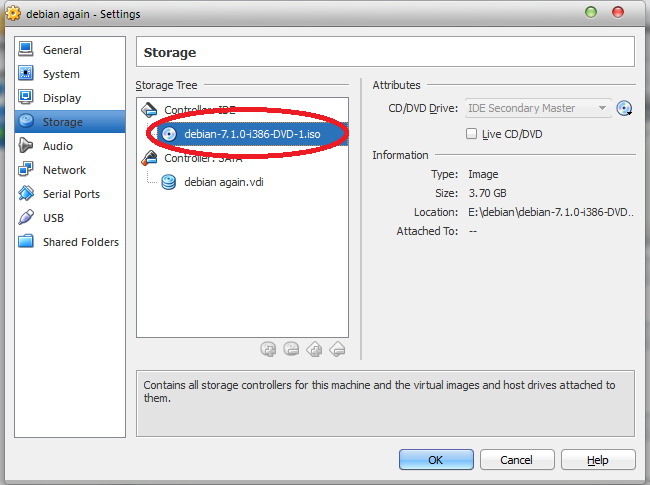 debian again - Settings
General
System
Display
Storage
Audio
Network
Serial Ports
USB
Shared Folders
Storage
Storage Tree
Controller: IDE
debian-7.1.0-i386-DVD-1.iso
Controller: SATA
debian again.vdi
Attributes
CD/DVD Drive: IDE Secondary Master
Live CD/DVD
Information
Type: Image
Size: 3.70 GB
Location: E:\debian\debian-7.1.0-i386-DVD...
Attached To: --
Contains all storage controllers for this machine and the virtual images and host drives attached to
them.
OK
Cancel
Help